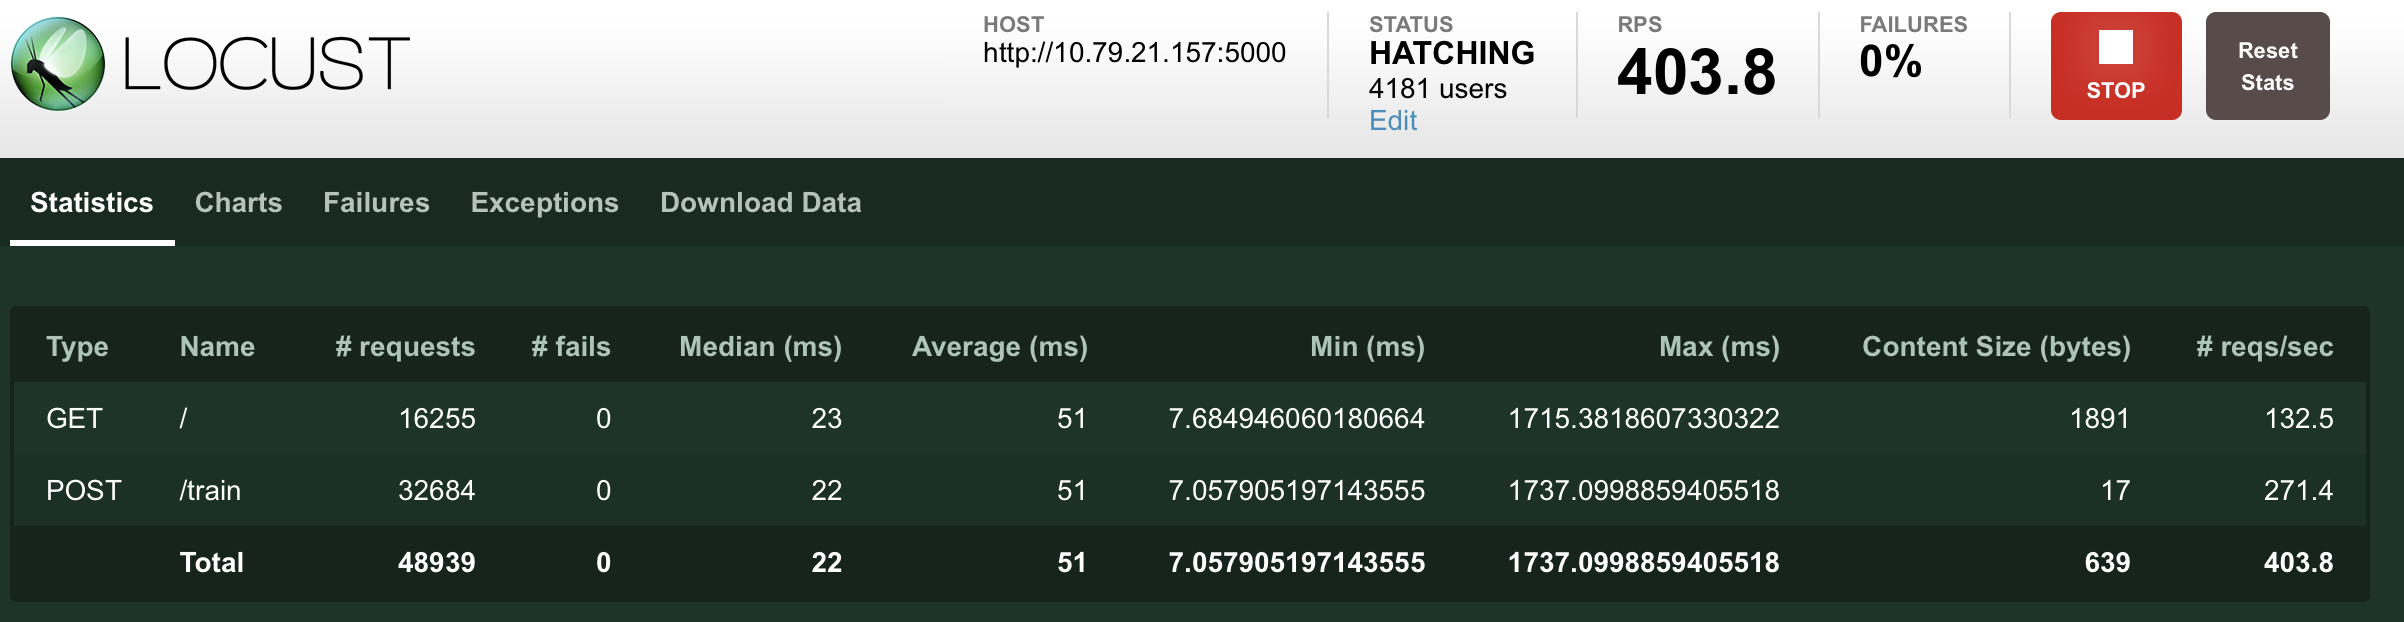 LOCUST
HOST
http://10.79.21.157:5000
STATUS
HATCHING
4181 users
Edit
RPS
403.8
FAILURES
0%
STOP
Reset
Stats
Statistics Charts Failures Exceptions Download Data
Type Name # requests # fails Median (ms) Average (ms) Min (ms) Max (ms) Content Size (bytes) # reqs/sec
GET / 16255 0 23 51 7.684946060180664 1715.3818607330322 1891 132.5
POST /train 32684 0 22 51 7.057905197143555 1737.0998859405518 17 271.4
Total 48939 0 22 51 7.057905197143555 1737.0998859405518 639 403.8